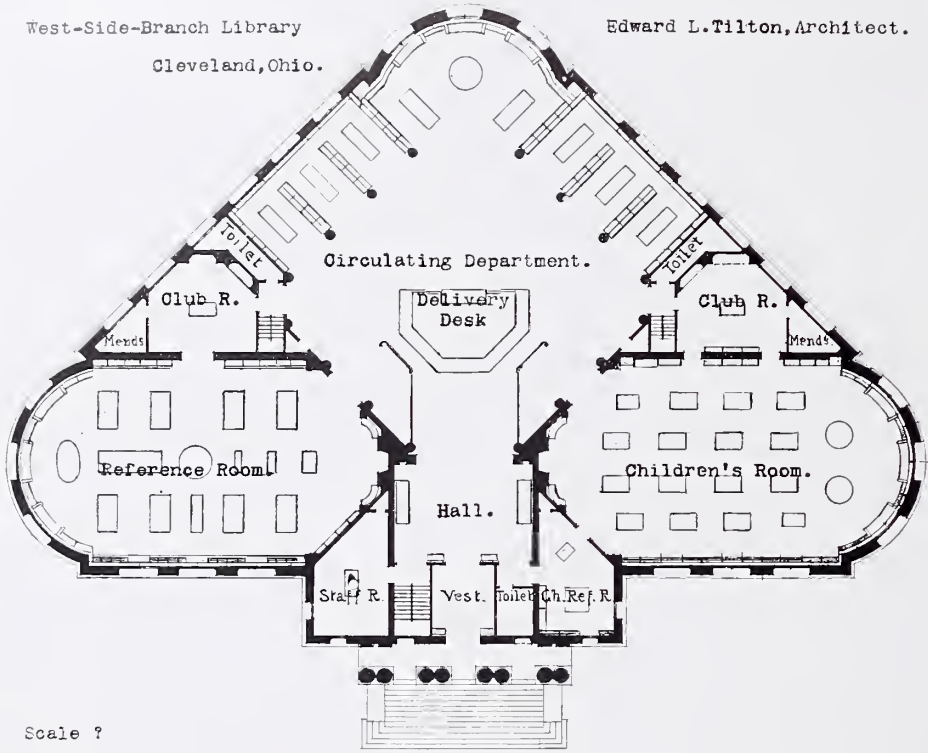 West-Side-Branch Library
Edward L.Tilton,Architect.
Cleveland,Ohio.
Toilet
Toilet
Circulating Department.
Club R.
Delivery
Desk
Club R.
Mends
Mends.
Reference Room.
Children's Room.
Hall.
Staff R.
Vest.
Toilet
Ch.Ref.R.
Scale ?